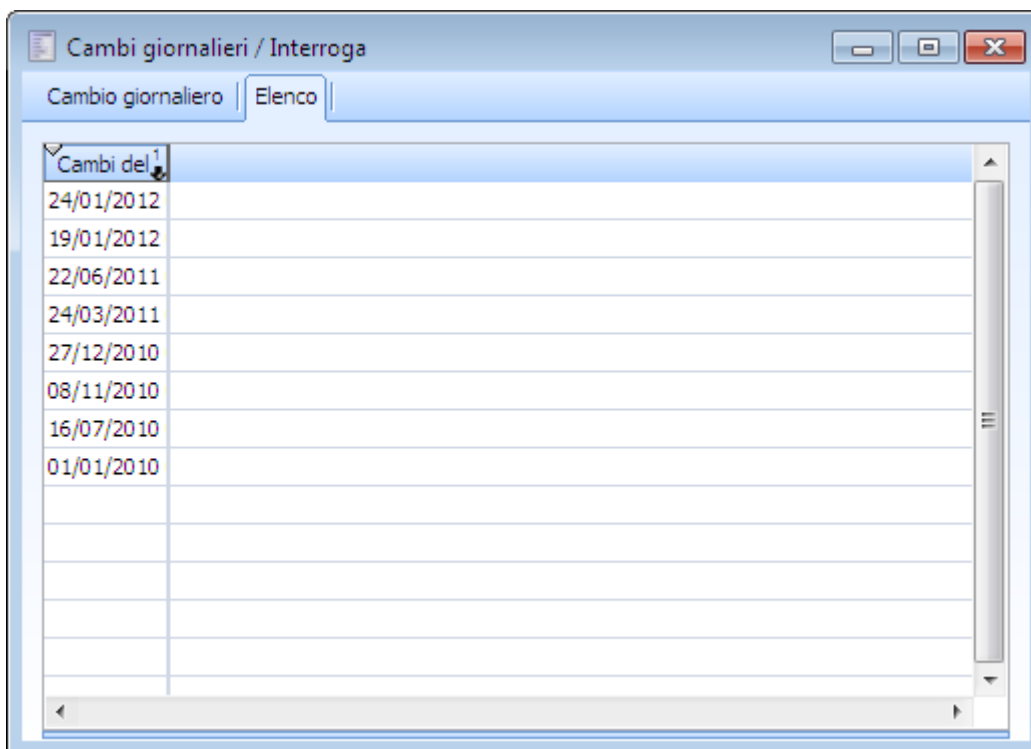 Cambi giornalieri / Interroga
Cambio giornaliero Elenco
Cambi del 1
24/01/2012
19/01/2012
22/06/2011
24/03/2011
27/12/2010
08/11/2010
16/07/2010
01/01/2010